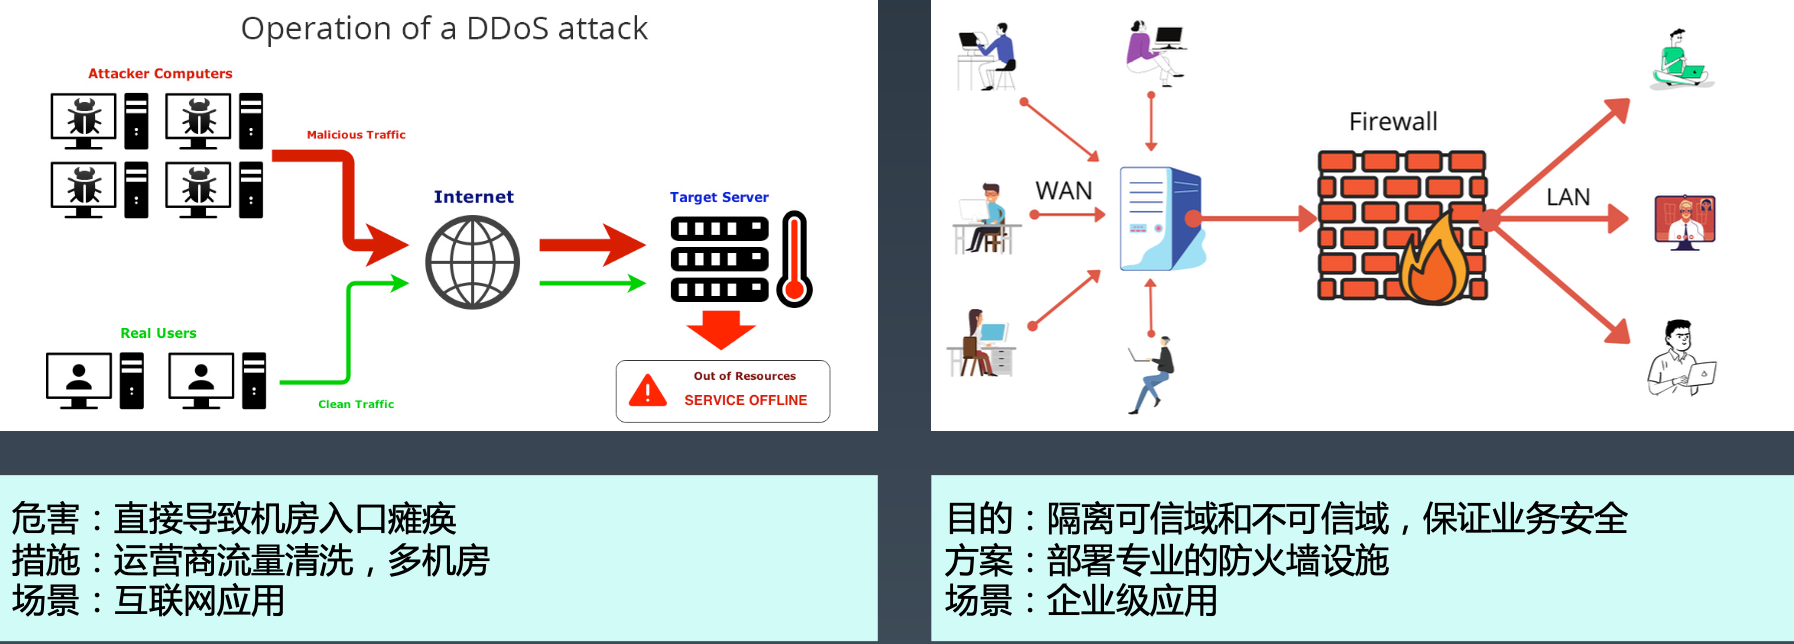 Operation of a DDoS attack
Attacker Computers
Malicious Traffic
Internet
Target Server
Real Users
Clean Traffic
Out of Resources
SERVICE OFFLINE
危害：直接导致机房入口瘫痪
措施：运营商流量清洗，多机房
场景：互联网应用
WAN
Firewall
LAN
目的：隔离可信域和不可信域，保证业务安全
方案：部署专业的防火墙设施
场景：企业级应用